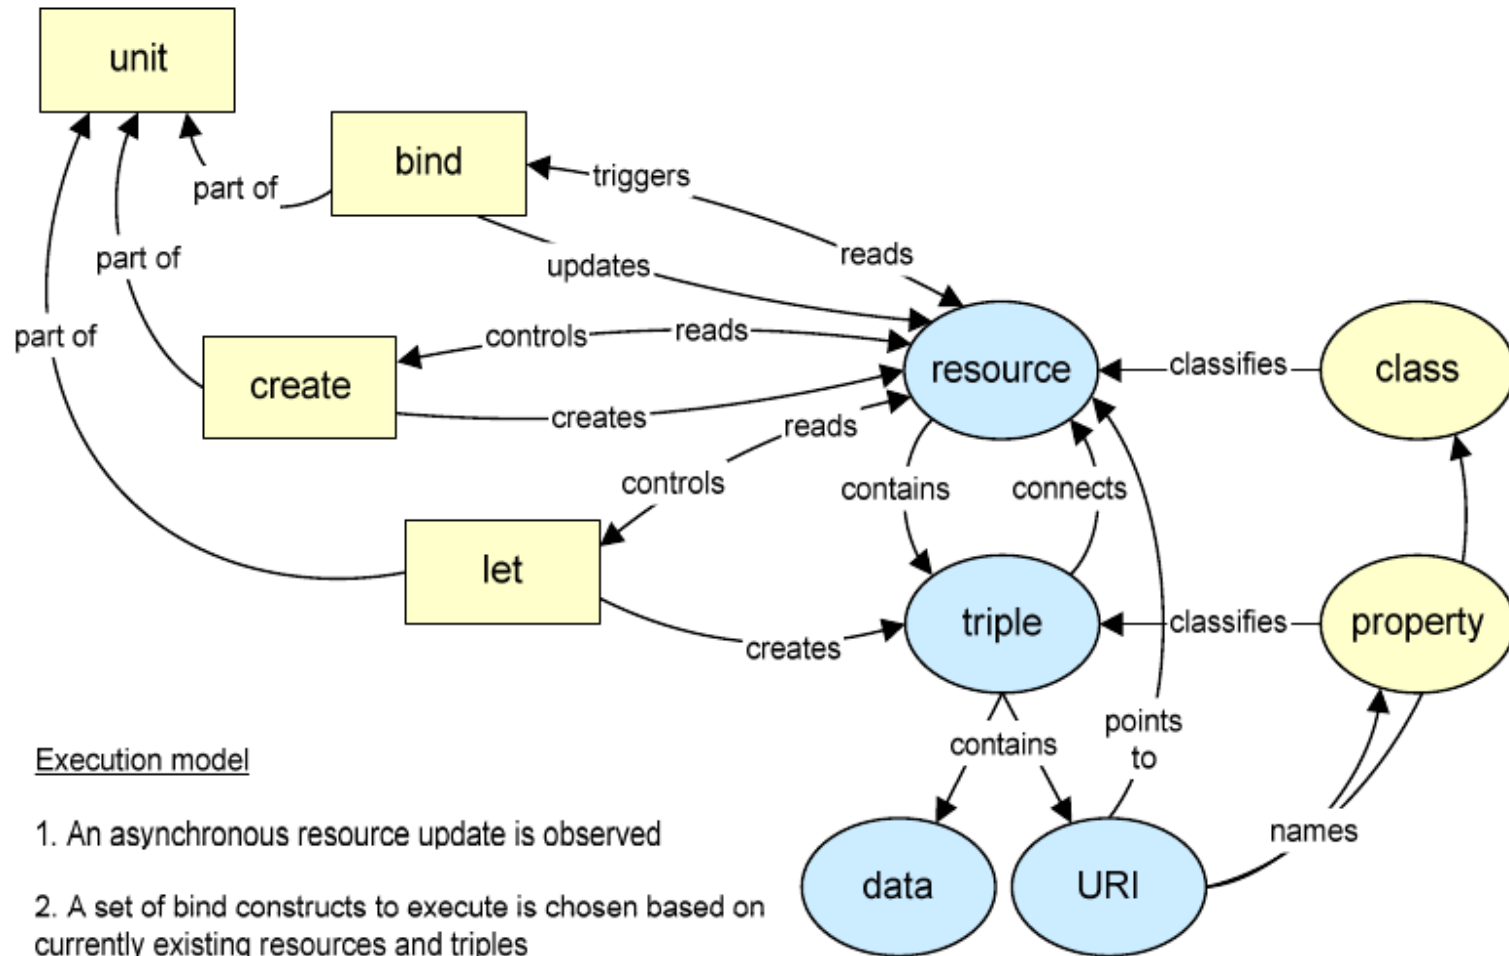 unit
bind
triggers
part of
reads
part of
updates
part of
controls
reads
resource
classifies
class
create
creates
reads
controls
contains
connects
let
triple
classifies
property
creates
points
to
contains
names
data
URI
Execution model
1. An asynchronous resource update is observed
2. A set of bind constructs to execute is chosen based on
currently existing resources and triples